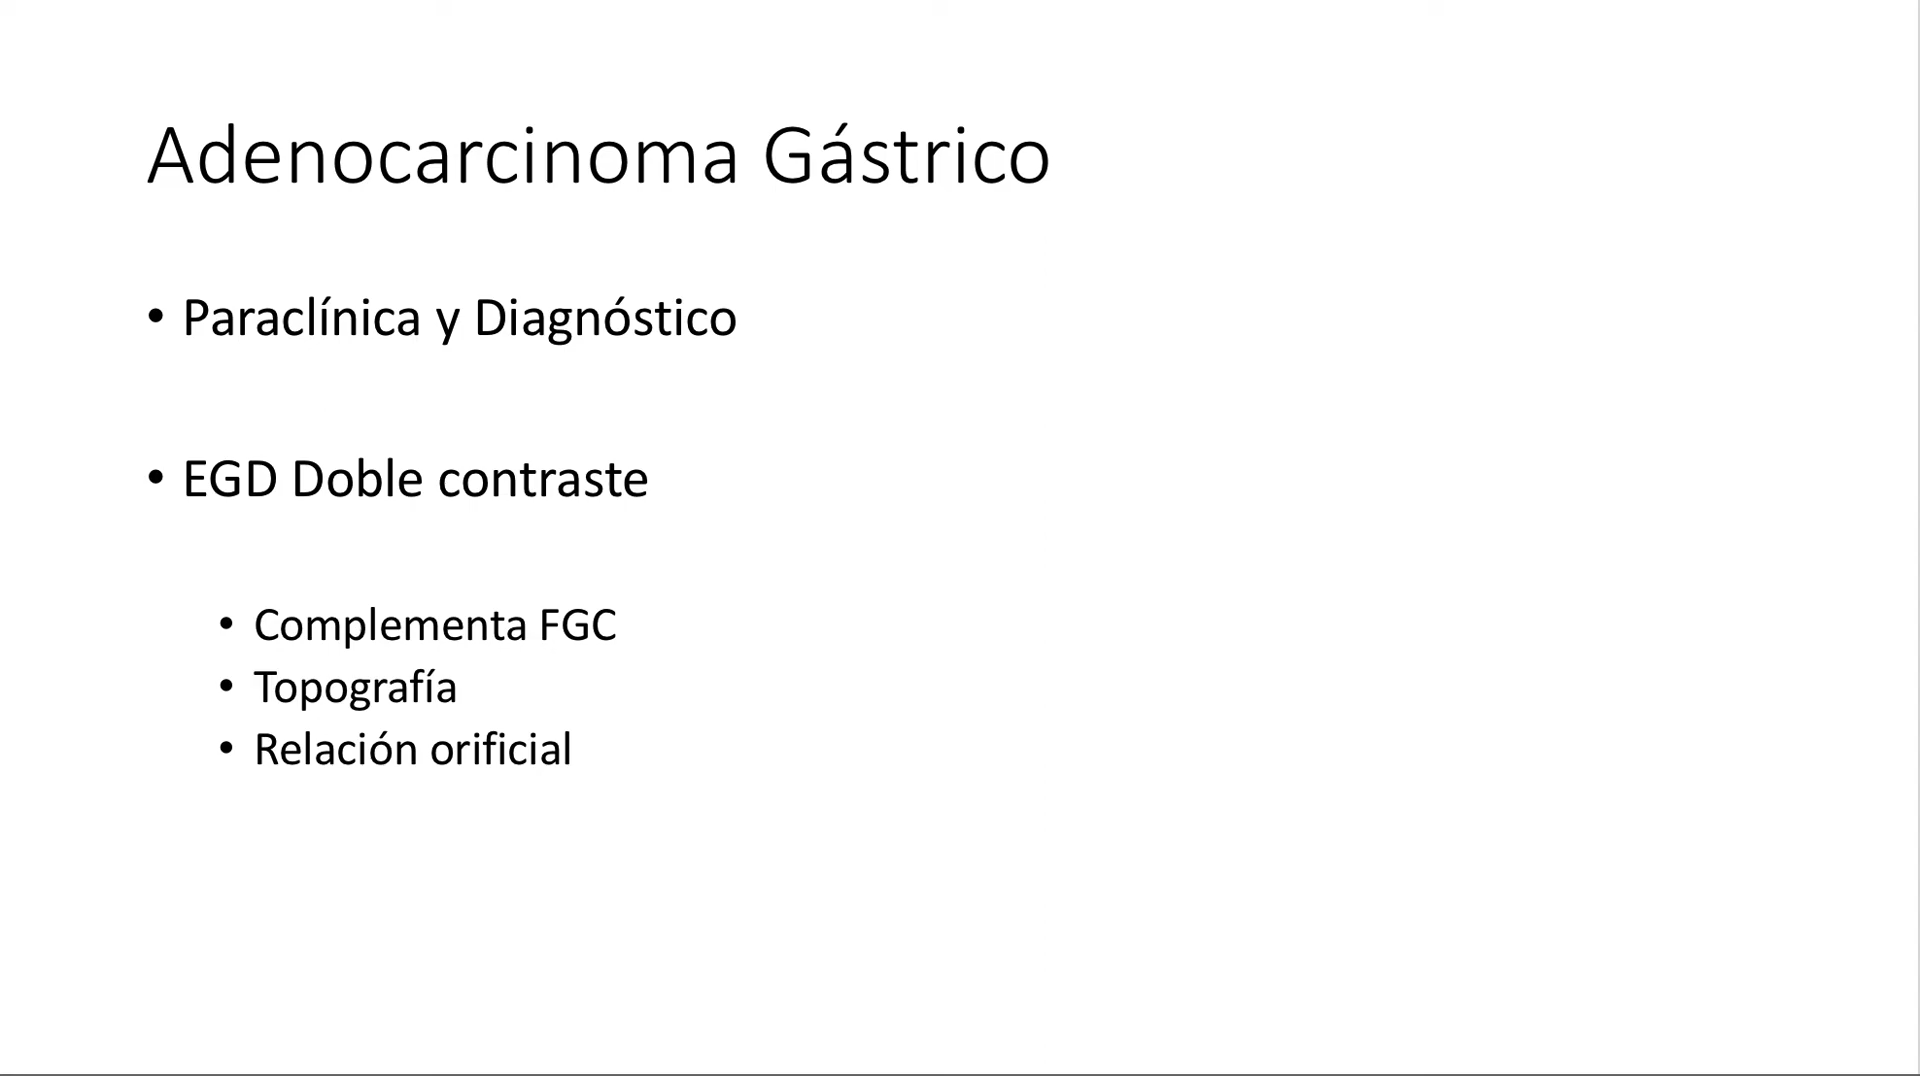 Adenocarcinoma Gástrico
• Paraclínica y Diagnóstico
• EGD Doble contraste
• Complementa FGC
• Topografía
• Relación orificial